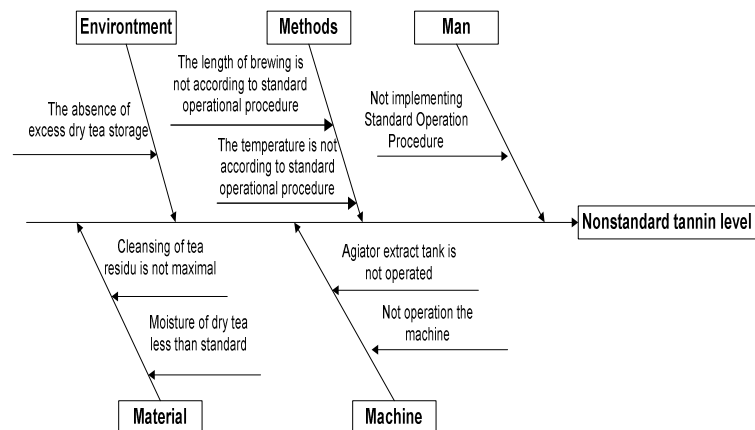 Environtment
Methods
Man
The absence of
excess dry tea storage
The length of brewing is
not according to standard
operational procedure
The temperature is not
according to standard
operational procedure
Not implementing
Standard Operation
Procedure
Nonstandard tannin level
Cleansing of tea
residu is not maximal
Moisture of dry tea
less than standard
Agiator extract tank is
not operated
Not operation the
machine
Material
Machine